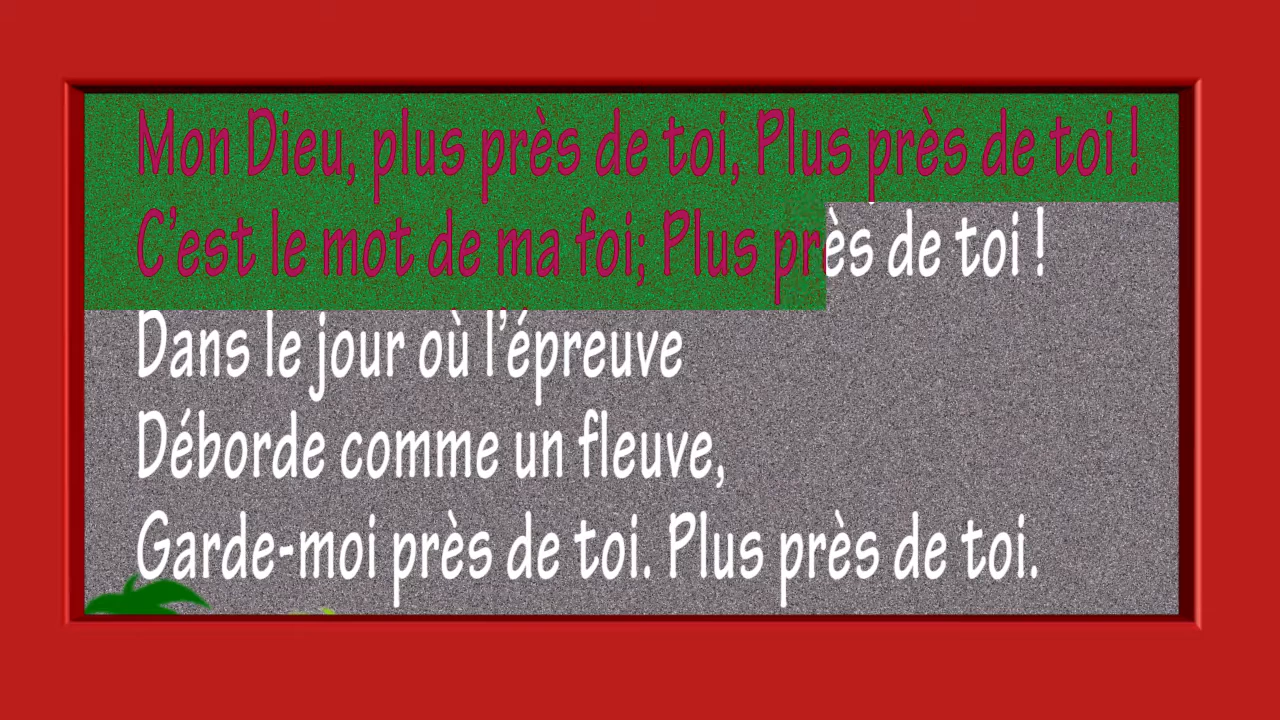 Mon Dieu, plus près de toi, Plus près de toi !
C’est le mot de ma foi; Plus près de toi !
Dans le jour où l’épreuve
Déborde comme un fleuve,
Garde-moi près de toi. Plus près de toi.